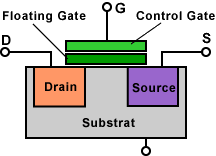 G
Floating Gate
Control Gate
D
S
Drain
Source
Substrat